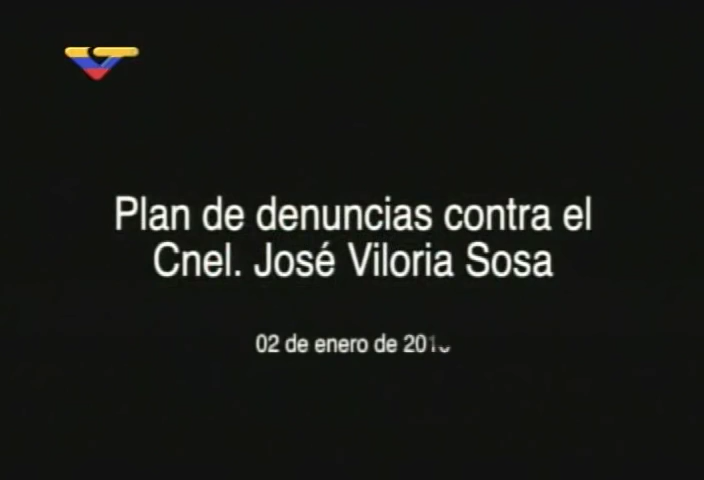 Plan de denuncias contra el
Cnel. José Viloria Sosa
02 de enero de